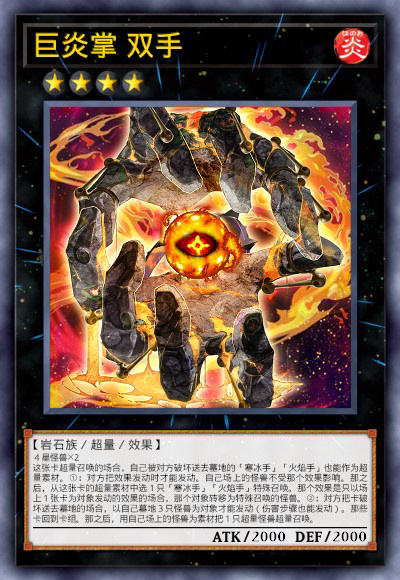 巨炎掌 双手
ほのお
炎
【岩石族／超量／效果】
４星怪兽×2
这张卡超量召唤的场合，自己被对方破坏送去墓地的「寒冰手」「火焰手」也能作为超
量素材。①：对方把效果发动时才能发动。自己场上的怪兽不受那个效果影响。那之
后，从这张卡的超量素材中选１只「寒冰手」「火焰手」特殊召唤。那个效果是只以场
上１张卡为对象发动的效果的场合，那个对象转移为特殊召唤的怪兽。②：对方把卡破
坏送去墓地的场合，以自己墓地３只怪兽为对象才能发动（伤害步骤也能发动）。那些
卡回到卡组。那之后，用自己场上的怪兽为素材把１只超量怪兽超量召唤。
ATK/2000 DEF/2000